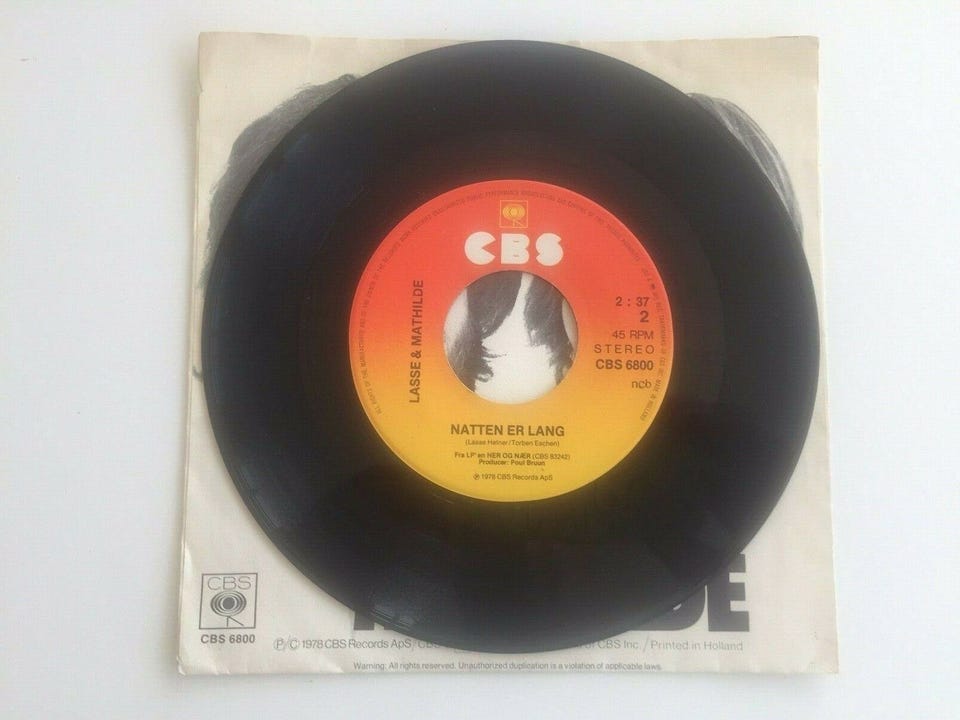 CBS
LASSE & MATHILDE
2 : 37
2
45 RPM
STEREO
CBS 6800
ncb
NATTEN ER LANG
(Lasse Helner/Torben Eschen)
Fra LP'en HER OG NÆR (CBS 83242)
Producer: Poul Bruun
℗ 1978 CBS Records ApS
CBS
CBS 6800
DE
℗/© 1978 CBS Records ApS/ CBS Inc./Printed in Holland
Warning: All rights reserved. Unauthorized duplication is a violation of applicable laws.